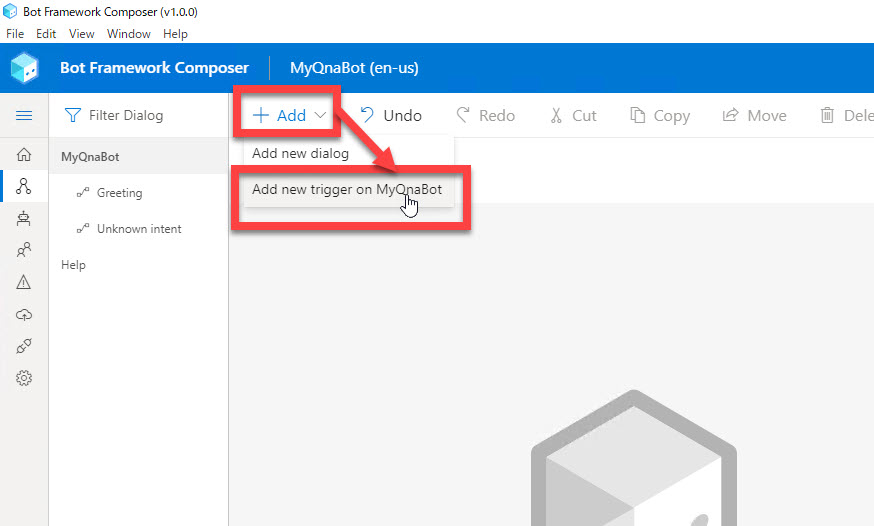 Bot Framework Composer (v1.0.0)
File Edit View Window Help
Bot Framework Composer MyQnaBot (en-us)
Filter Dialog + Add Undo Redo Cut Copy Move Dele
Add new dialog
MyQnaBot
Add new trigger on MyQnaBot
Greeting
Unknown intent
Help